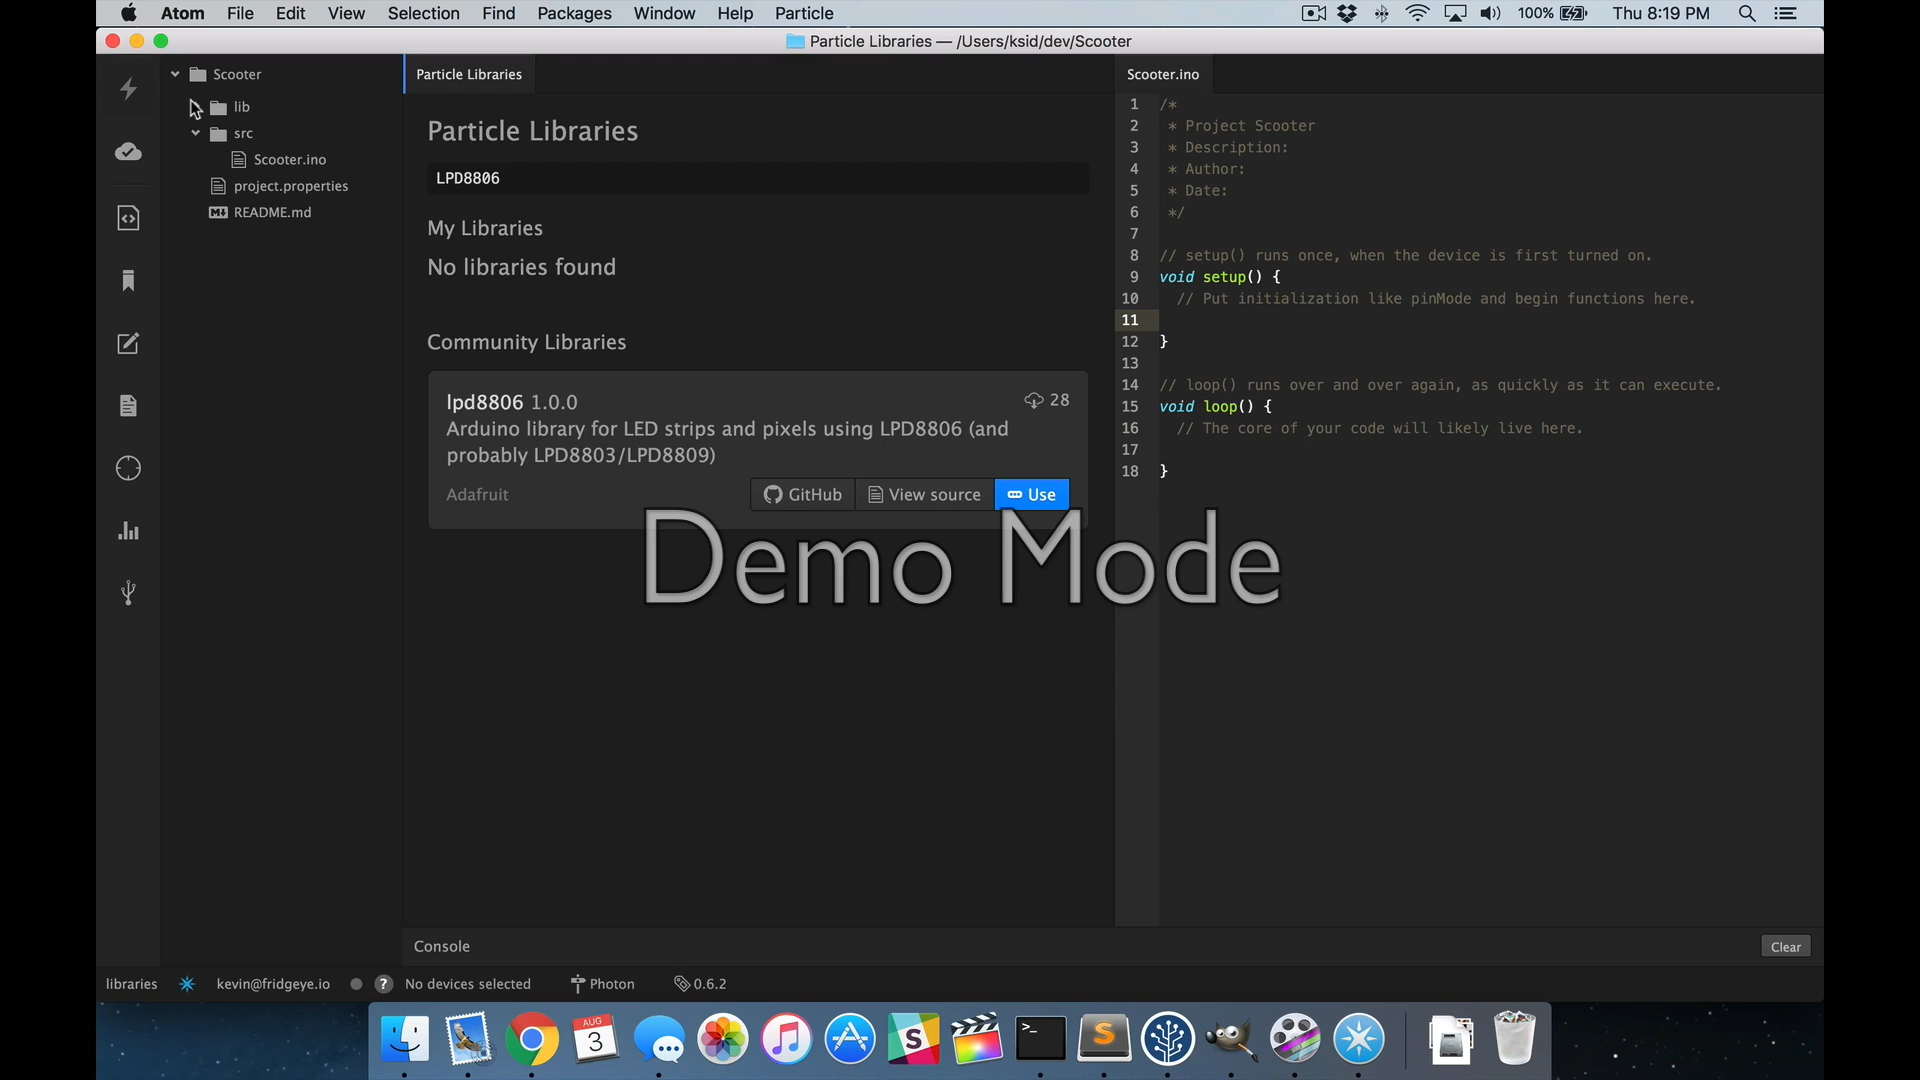 Atom File Edit View Selection Find Packages Window Help Particle 100% Thu 8:19 PM
Particle Libraries — /Users/ksid/dev/Scooter
Scooter
lib
src
Scooter.ino
project.properties
README.md
Particle Libraries
Particle Libraries
LPD8806
My Libraries
No libraries found
Community Libraries
lpd8806 1.0.0 28
Arduino library for LED strips and pixels using LPD8806 (and
probably LPD8803/LPD8809)
Adafruit GitHub View source Use
Demo Mode
Scooter.ino
1 /*
2 * Project Scooter
3 * Description:
4 * Author:
5 * Date:
6 */
7
8 // setup() runs once, when the device is first turned on.
9 void setup() {
10 // Put initialization like pinMode and begin functions here.
11
12 }
13
14 // loop() runs over and over again, as quickly as it can execute.
15 void loop() {
16 // The core of your code will likely live here.
17
18 }
Console Clear
libraries kevin@fridgeye.io ? No devices selected Photon 0.6.2
AUG
3